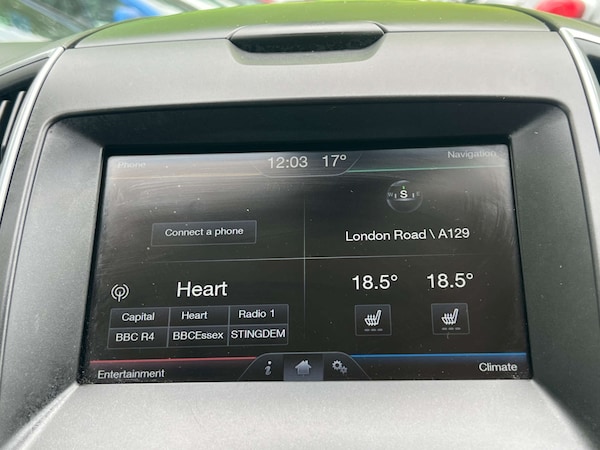 Phone
12:03 17°
Navigation
S
Connect a phone
London Road \ A129
Heart
18.5° 18.5°
Capital Heart Radio 1
BBC R4 BBCEssex STINGDEM
Entertainment
i
Climate